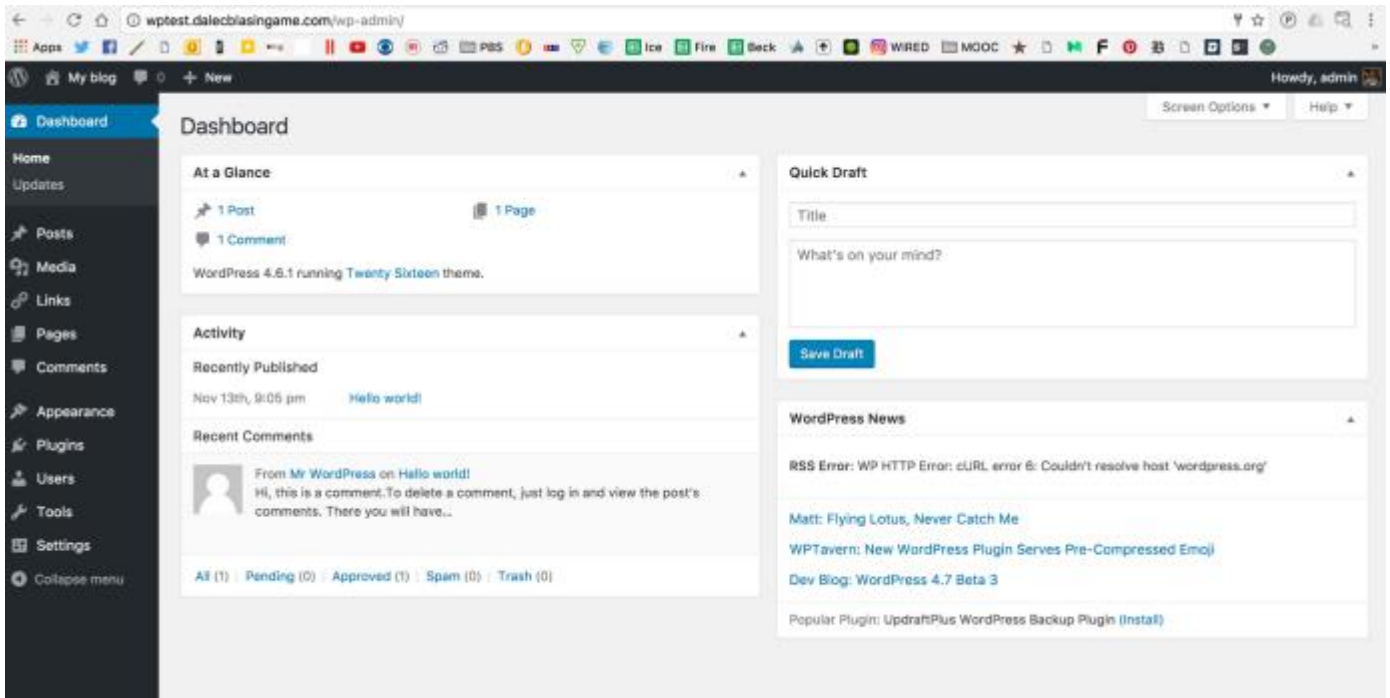 wptest.dalecblasingame.com/wp-admin/
Apps PBS Ice Fire Beck WIRED MOOC
My blog 0 + New Howdy, admin
Screen Options Help
Dashboard
Home
Updates
Posts
Media
Links
Pages
Comments
Appearance
Plugins
Users
Tools
Settings
Collapse menu
Dashboard
At a Glance
1 Post 1 Page
1 Comment
WordPress 4.6.1 running Twenty Sixteen theme.
Activity
Recently Published
Nov 13th, 9:05 pm Hello world!
Recent Comments
From Mr WordPress on Hello world!
Hi, this is a comment.To delete a comment, just log in and view the post's
comments. There you will have...
All (1) | Pending (0) | Approved (1) | Spam (0) | Trash (0)
Quick Draft
Title
What's on your mind?
Save Draft
WordPress News
RSS Error: WP HTTP Error: cURL error 6: Couldn't resolve host 'wordpress.org'
Matt: Flying Lotus, Never Catch Me
WPTavern: New WordPress Plugin Serves Pre-Compressed Emoji
Dev Blog: WordPress 4.7 Beta 3
Popular Plugin: UpdraftPlus WordPress Backup Plugin (Install)